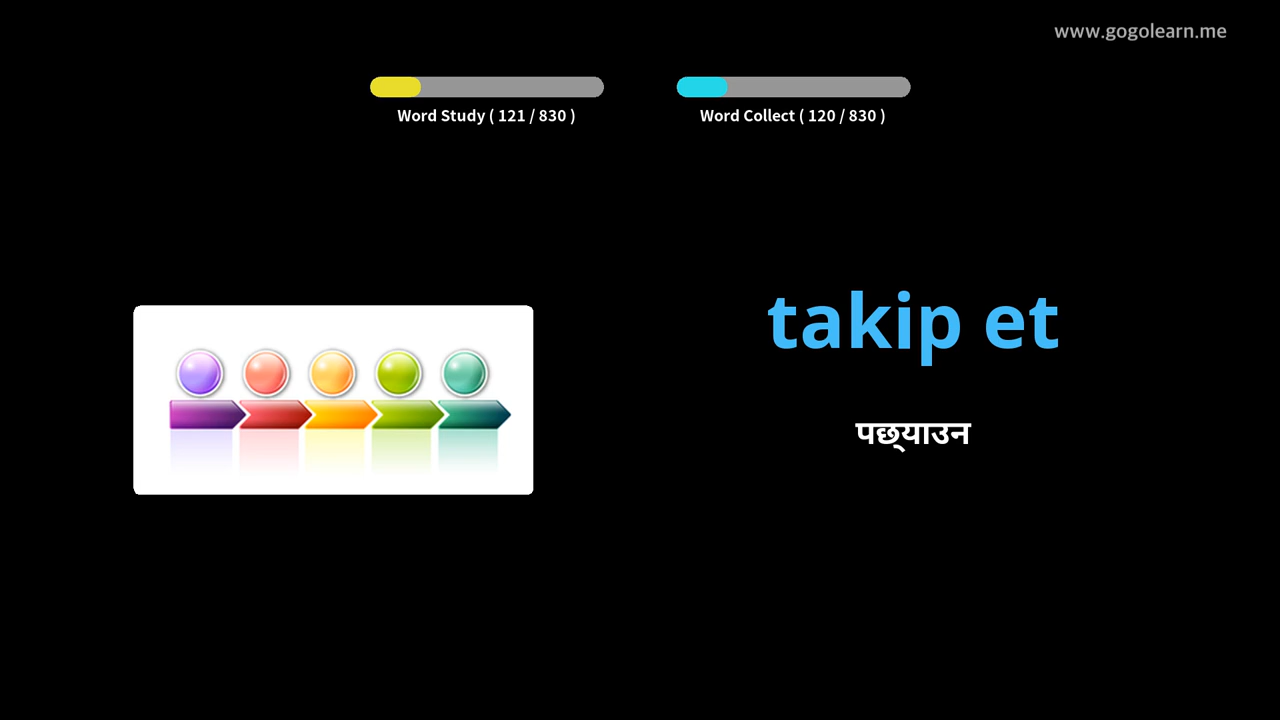 www.gogolearn.me
Word Study ( 121 / 830 )
Word Collect ( 120 / 830 )
takip et
पछ्याउन